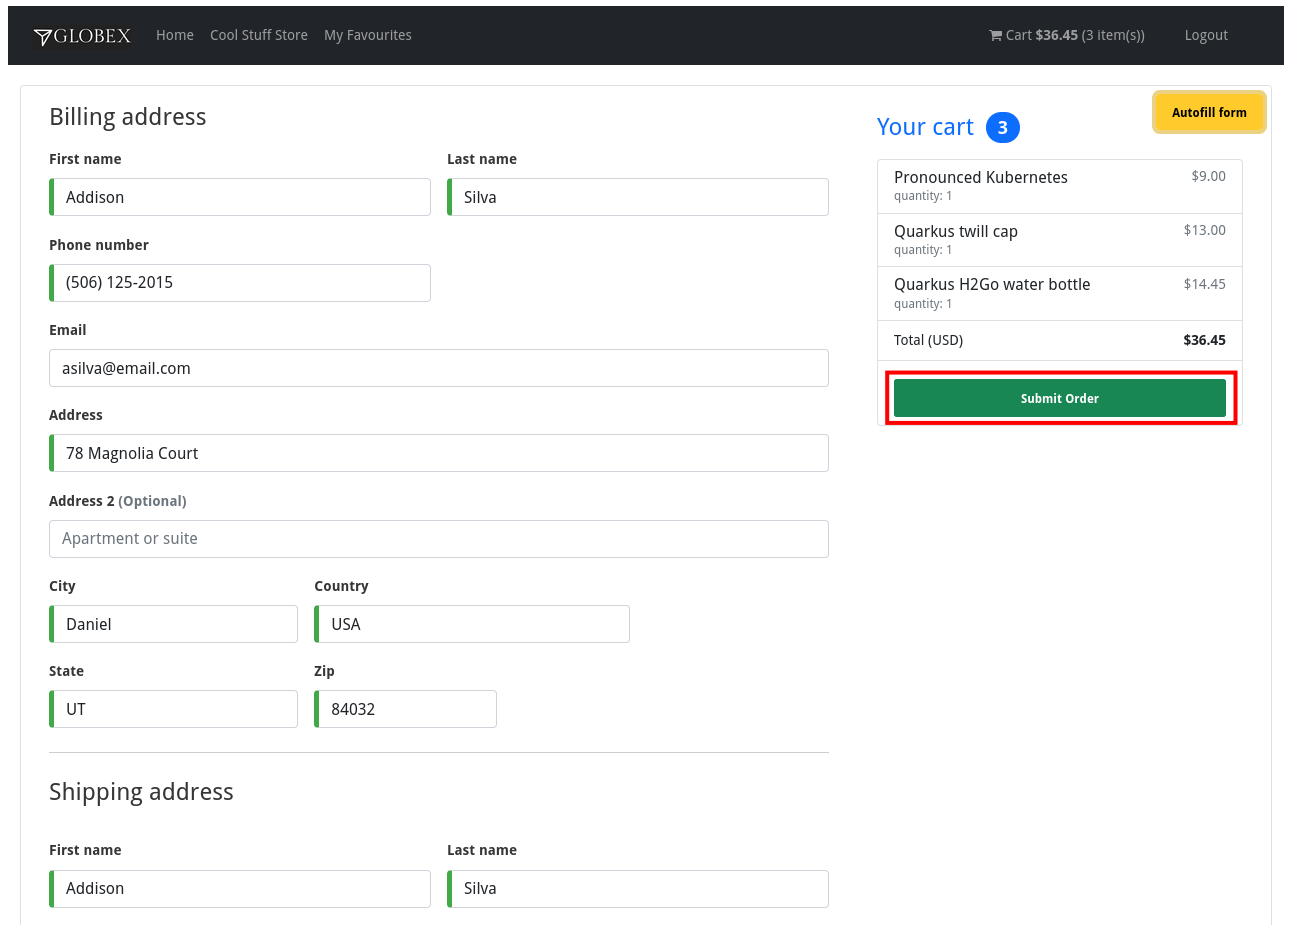 GLOBEX Home Cool Stuff Store My Favourites Cart $36.45 (3 item(s)) Logout
Billing address
First name Last name
Addison Silva
Phone number
(506) 125-2015
Email
asilva@email.com
Address
78 Magnolia Court
Address 2 (Optional)
Apartment or suite
City Country
Daniel USA
State Zip
UT 84032
Shipping address
First name Last name
Addison Silva
Autofill form
Your cart 3
Pronounced Kubernetes $9.00
quantity: 1
Quarkus twill cap $13.00
quantity: 1
Quarkus H2Go water bottle $14.45
quantity: 1
Total (USD) $36.45
Submit Order